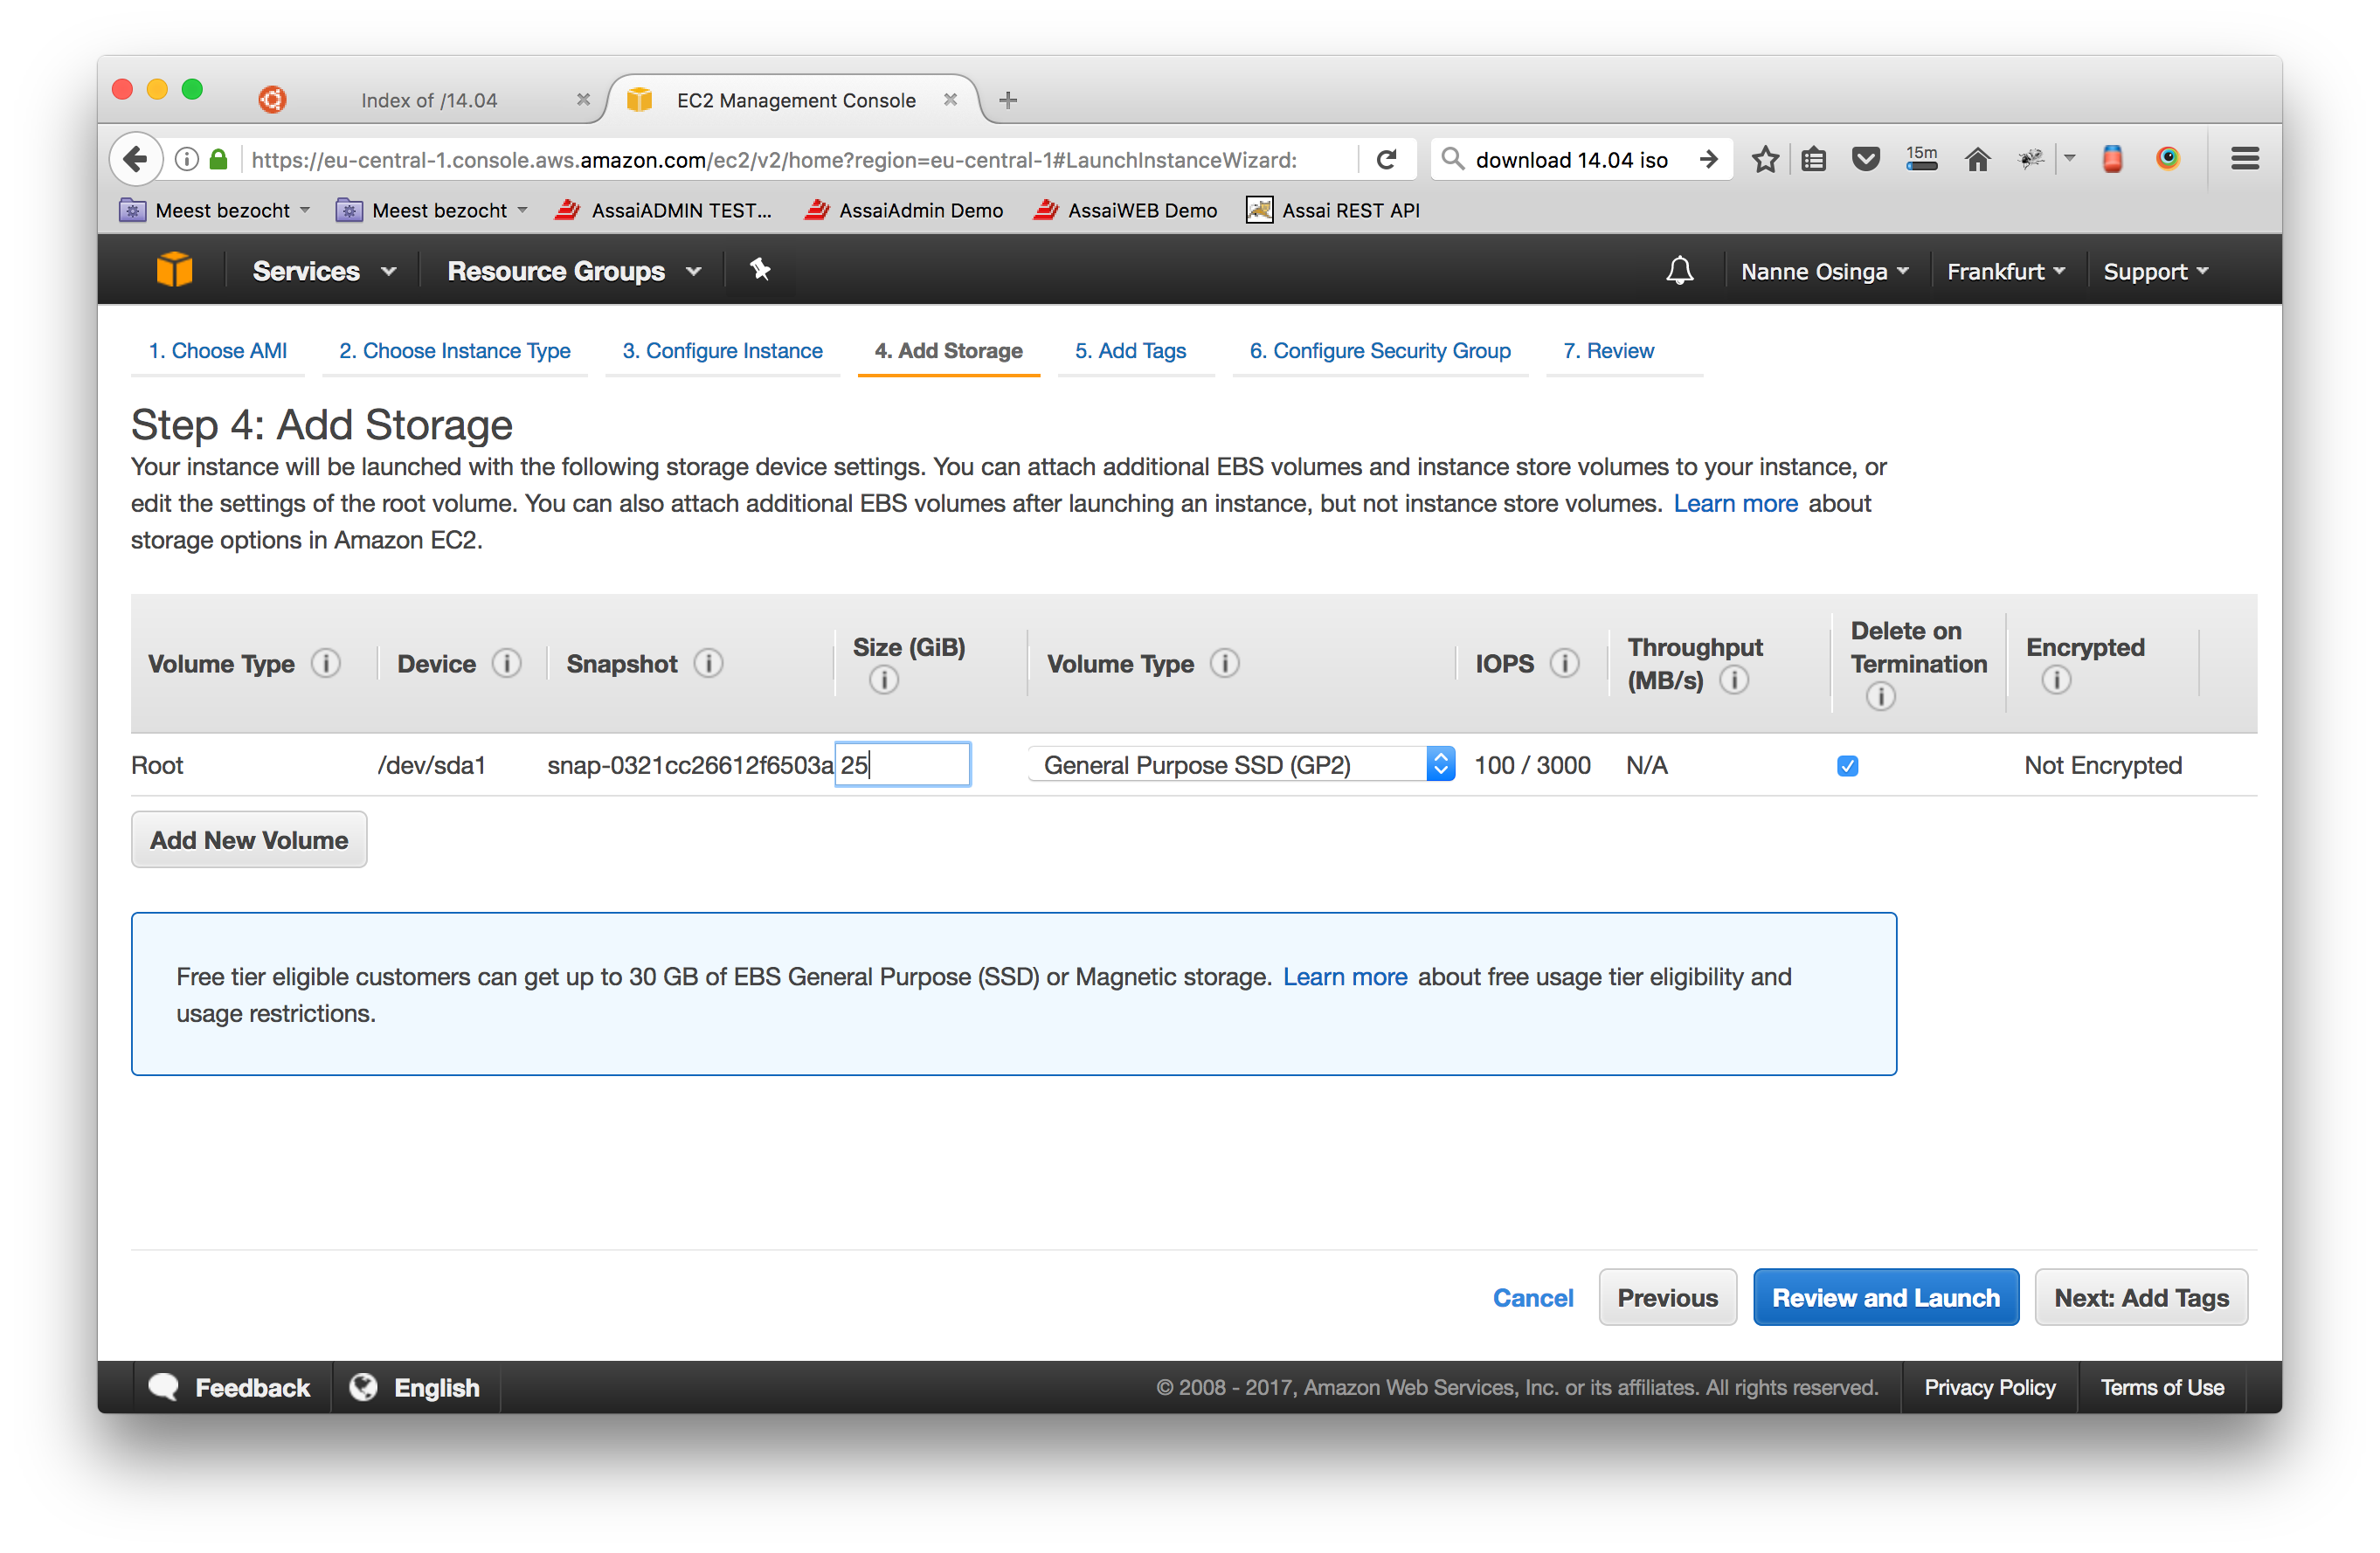 Index of /14.04
EC2 Management Console
https://eu-central-1.console.aws.amazon.com/ec2/v2/home?region=eu-central-1#LaunchInstanceWizard:
download 14.04 iso
15m
Meest bezocht
Meest bezocht
AssaiADMIN TEST...
AssaiAdmin Demo
AssaiWEB Demo
Assai REST API
Services
Resource Groups
Nanne Osinga
Frankfurt
Support
1. Choose AMI
2. Choose Instance Type
3. Configure Instance
4. Add Storage
5. Add Tags
6. Configure Security Group
7. Review
Step 4: Add Storage
Your instance will be launched with the following storage device settings. You can attach additional EBS volumes and instance store volumes to your instance, or
edit the settings of the root volume. You can also attach additional EBS volumes after launching an instance, but not instance store volumes. Learn more about
storage options in Amazon EC2.
Volume Type
Device
Snapshot
Size (GiB)
Volume Type
IOPS
Throughput
(MB/s)
Delete on
Termination
Encrypted
Root
/dev/sda1
snap-0321cc26612f6503a
25
General Purpose SSD (GP2)
100 / 3000
N/A
Not Encrypted
Add New Volume
Free tier eligible customers can get up to 30 GB of EBS General Purpose (SSD) or Magnetic storage. Learn more about free usage tier eligibility and
usage restrictions.
Cancel
Previous
Review and Launch
Next: Add Tags
Feedback
English
© 2008 - 2017, Amazon Web Services, Inc. or its affiliates. All rights reserved.
Privacy Policy
Terms of Use